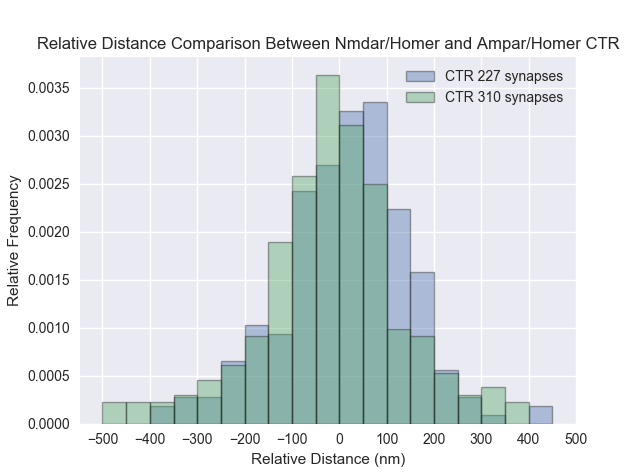 Relative Distance Comparison Between Nmdar/Homer and Ampar/Homer CTR
CTR 227 synapses
CTR 310 synapses
Relative Frequency
0.0035
0.0030
0.0025
0.0020
0.0015
0.0010
0.0005
0.0000
−500 −400 −300 −200 −100 0 100 200 300 400 500
Relative Distance (nm)